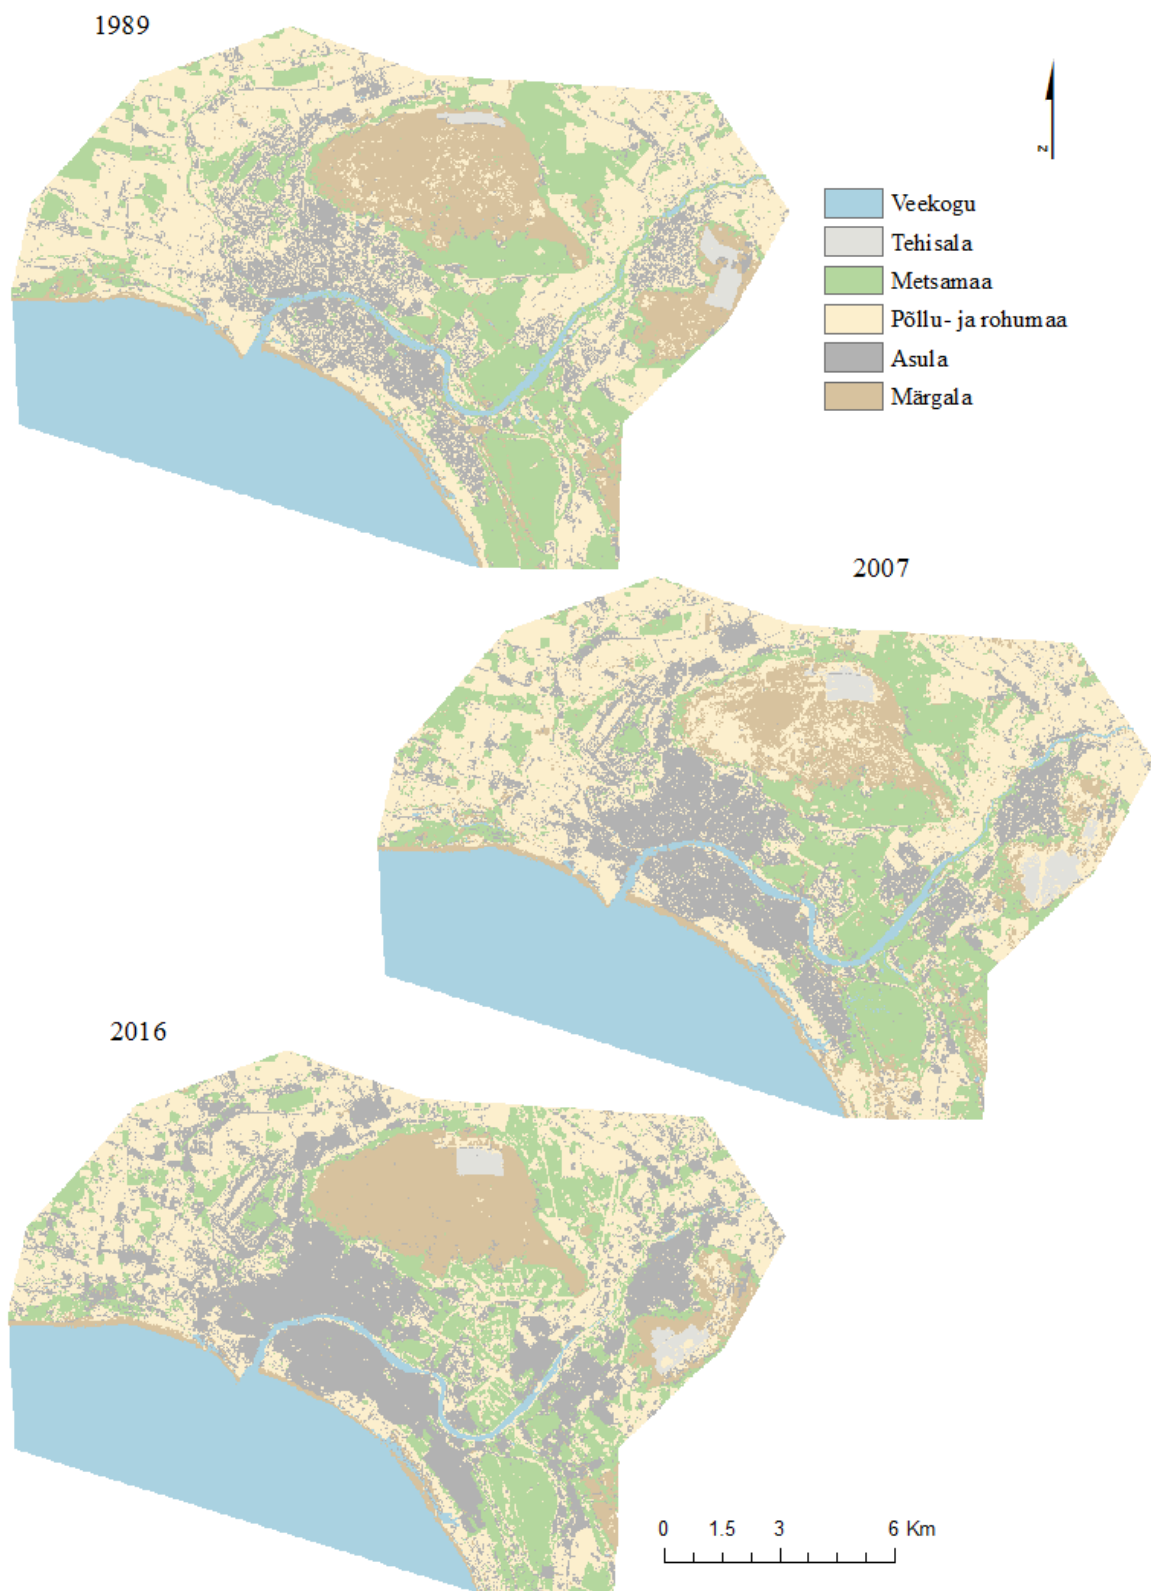 1989
z
Veekogu
Tehisala
Metsamaa
Põllu- ja rohumaa
Asula
Märgala
2007
2016
0 1.5 3 6 Km